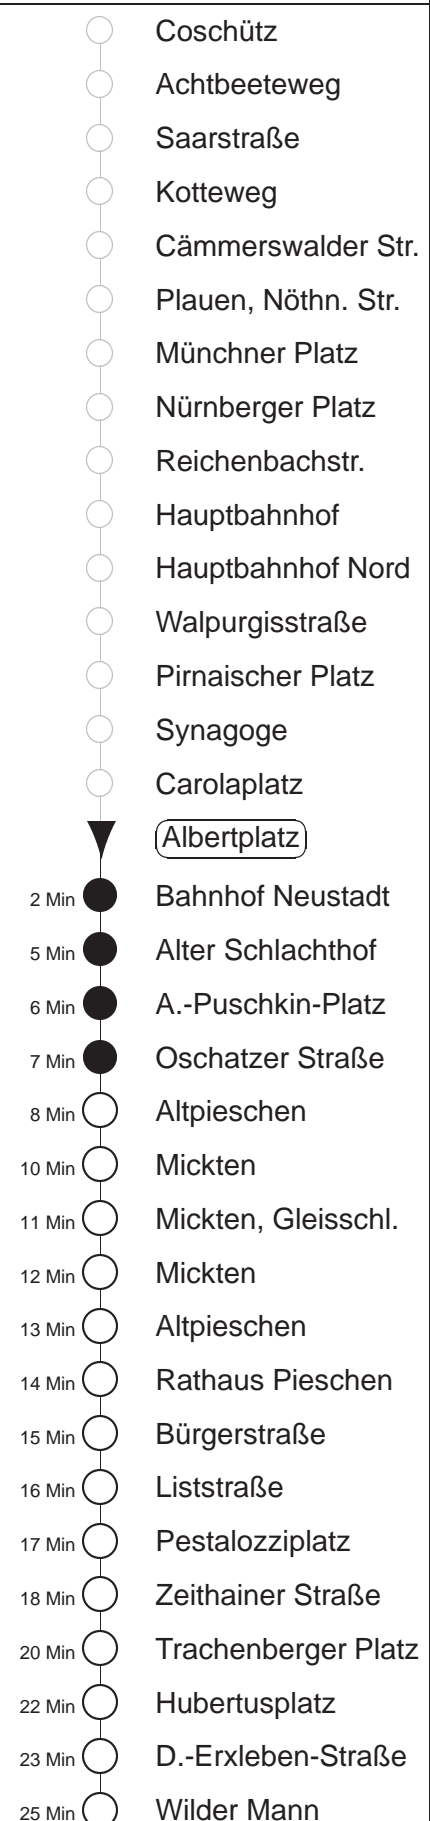 Coschütz
Achtbeeteweg
Saarstraße
Kotteweg
Cämmerswalder Str.
Plauen, Nöthn. Str.
Münchner Platz
Nürnberger Platz
Reichenbachstr.
Hauptbahnhof
Hauptbahnhof Nord
Walpurgisstraße
Pirnaischer Platz
Synagoge
Carolaplatz
Albertplatz
2 Min Bahnhof Neustadt
5 Min Alter Schlachthof
6 Min A.-Puschkin-Platz
7 Min Oschatzer Straße
8 Min Altpieschen
10 Min Mickten
11 Min Mickten, Gleisschl.
12 Min Mickten
13 Min Altpieschen
14 Min Rathaus Pieschen
15 Min Bürgerstraße
16 Min Liststraße
17 Min Pestalozziplatz
18 Min Zeithainer Straße
20 Min Trachenberger Platz
22 Min Hubertusplatz
23 Min D.-Erxleben-Straße
25 Min Wilder Mann